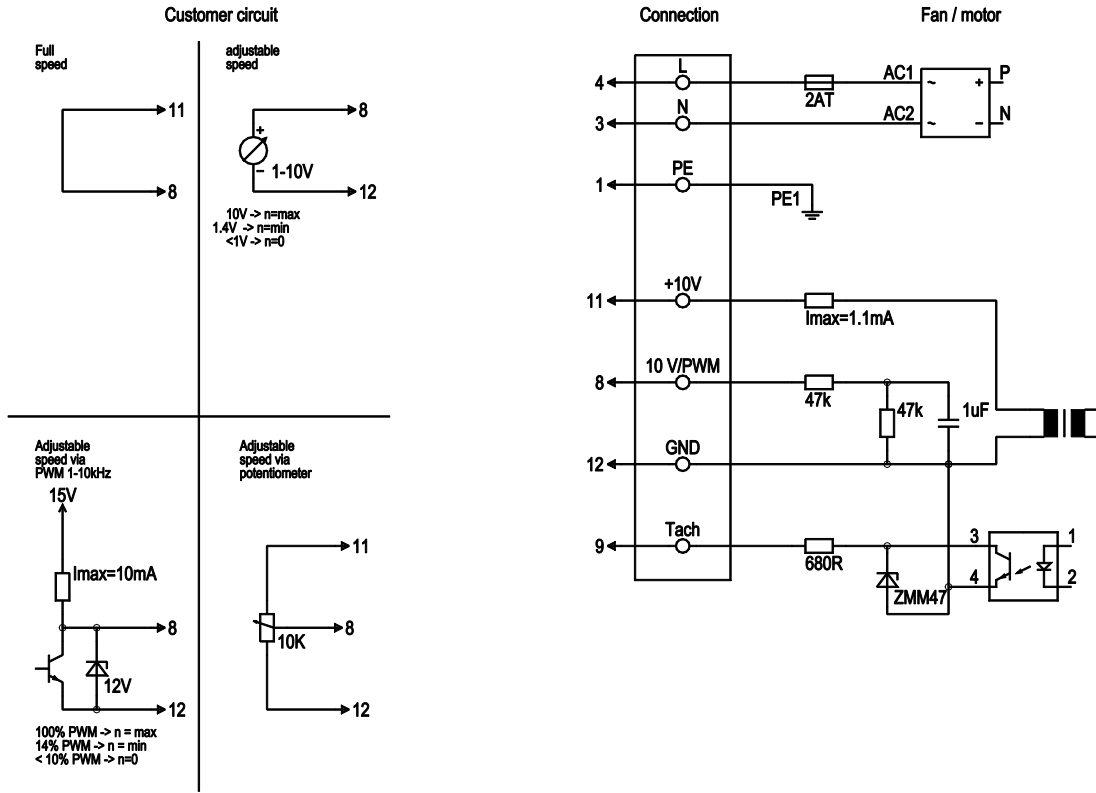 Customer circuit
Full
speed
11
8
adjustable
speed
8
+
− 1-10V
12
10V -> n=max
1.4V -> n=min
<1V -> n=0
Adjustable
speed via
PWM 1-10kHz
15V
Imax=10mA
8
12V
12
100% PWM -> n = max
14% PWM -> n = min
< 10% PWM -> n=0
Adjustable
speed via
potentiometer
11
8
10K
12
Connection
Fan / motor
L
4
2AT
AC1
~ + P
N
3
AC2
~ − N
PE
1
PE1
+10V
11
Imax=1.1mA
10 V/PWM
8
47k
47k
1uF
GND
12
Tach
9
680R
3
1
4
2
ZMM47